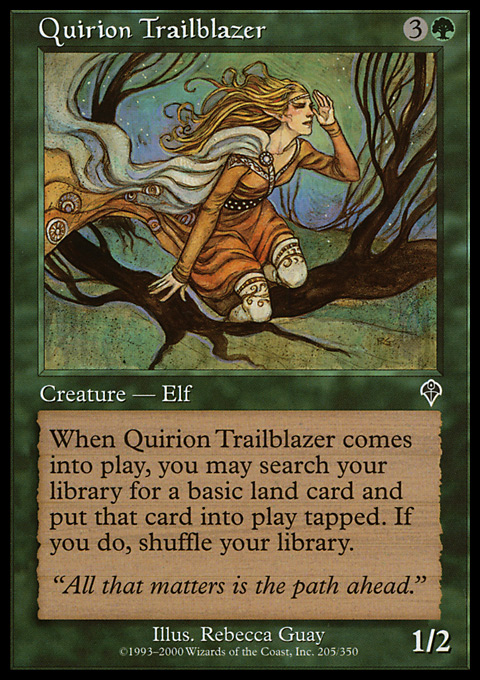 Quirion Trailblazer 3
Creature — Elf
When Quirion Trailblazer comes
into play, you may search your
library for a basic land card and
put that card into play tapped. If
you do, shuffle your library.
“All that matters is the path ahead.”
Illus. Rebecca Guay
1/2
©1993–2000 Wizards of the Coast, Inc. 205/350